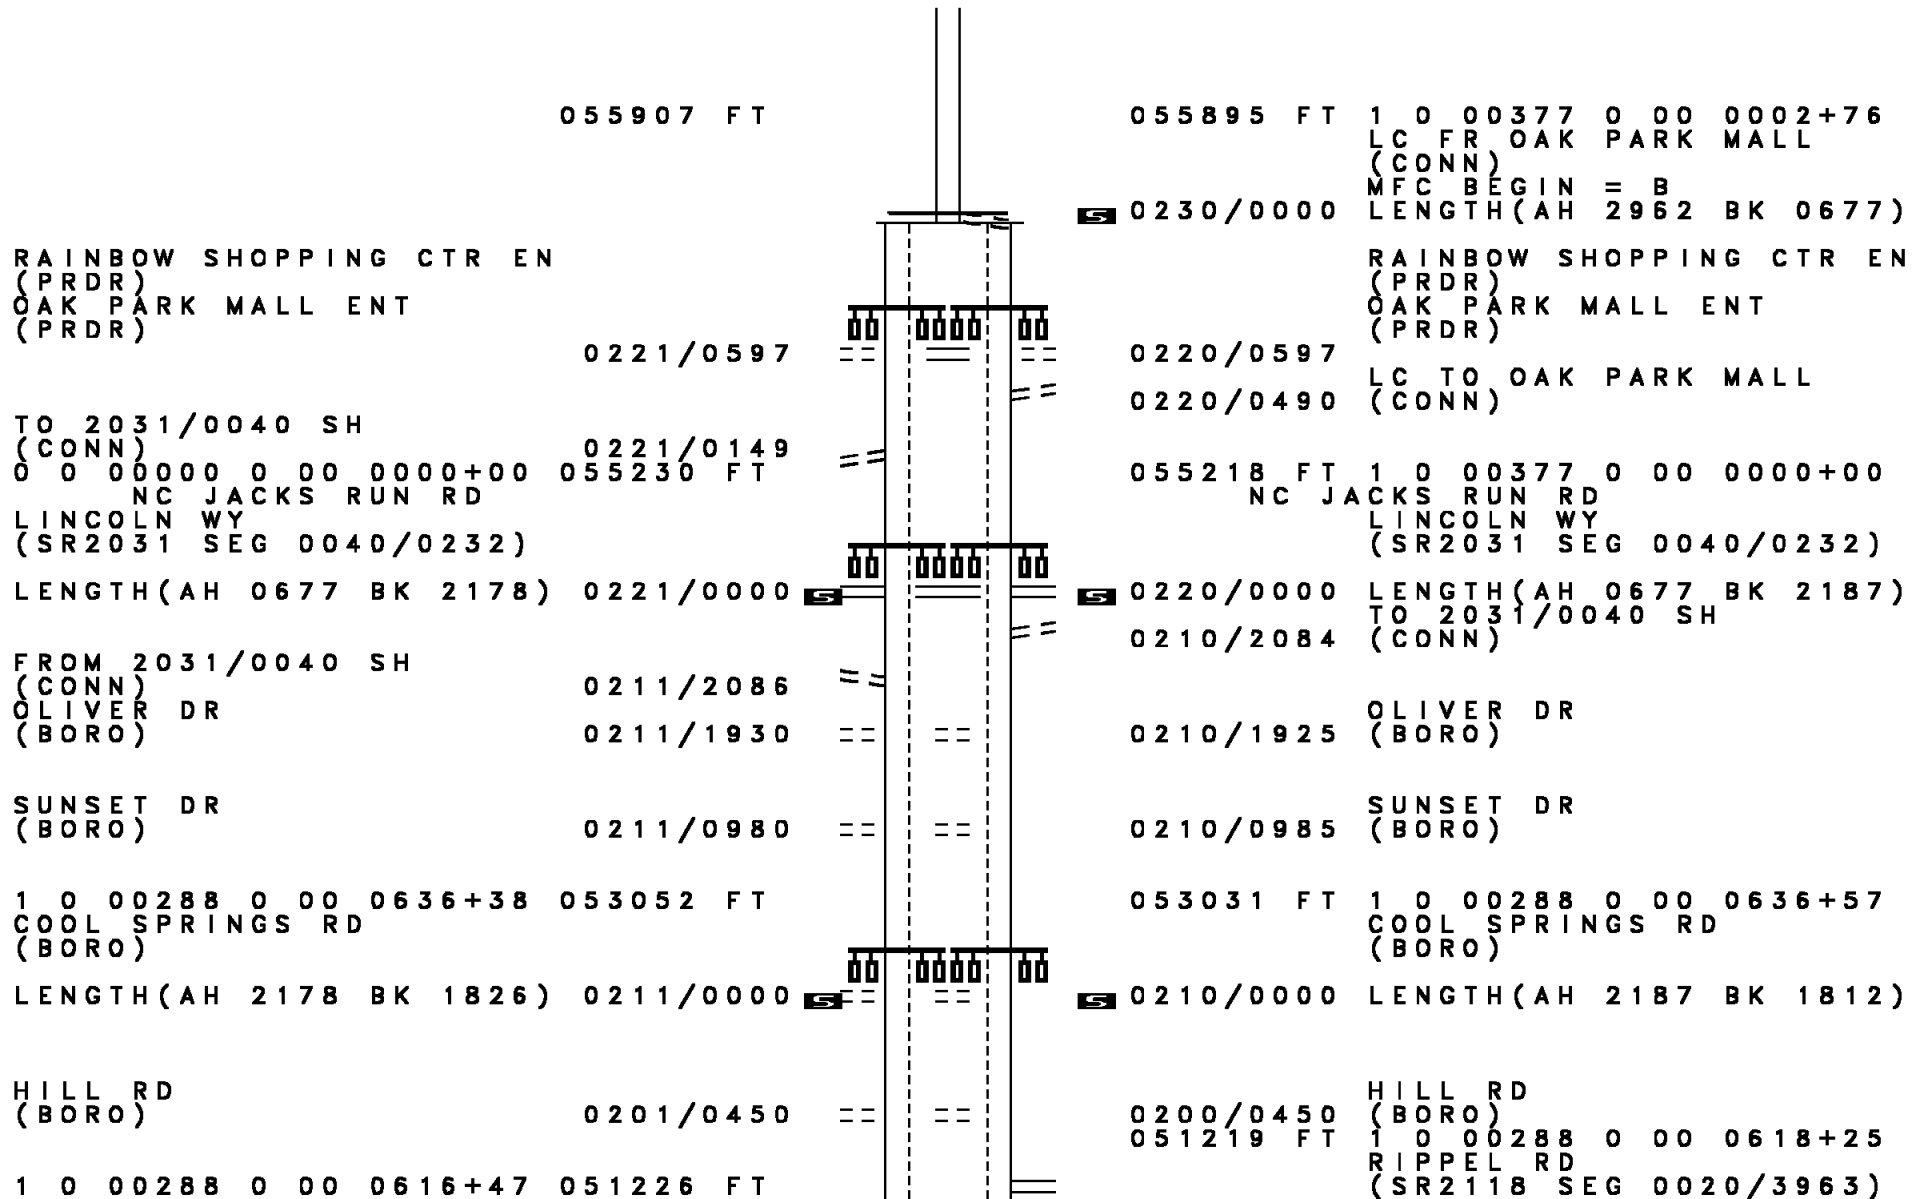 055907 FT 055895 FT 1 0 00377 0 00 0002+76
LC FR OAK PARK MALL
(CONN)
MFC BEGIN = B
S 0230/0000 LENGTH(AH 2962 BK 0677)
RAINBOW SHOPPING CTR EN RAINBOW SHOPPING CTR EN
(PRDR) (PRDR)
OAK PARK MALL ENT OAK PARK MALL ENT
(PRDR) (PRDR)
0221/0597 0220/0597
LC TO OAK PARK MALL
0220/0490 (CONN)
TO 2031/0040 SH
(CONN) 0221/0149
0 0 00000 0 00 0000+00 055230 FT 055218 FT 1 0 00377 0 00 0000+00
NC JACKS RUN RD NC JACKS RUN RD
LINCOLN WY LINCOLN WY
(SR2031 SEG 0040/0232) (SR2031 SEG 0040/0232)
LENGTH(AH 0677 BK 2178) 0221/0000 S S 0220/0000 LENGTH(AH 0677 BK 2187)
TO 2031/0040 SH
0210/2084 (CONN)
FROM 2031/0040 SH
(CONN) 0211/2086
OLIVER DR OLIVER DR
(BORO) 0211/1930 0210/1925 (BORO)
SUNSET DR SUNSET DR
(BORO) 0211/0980 0210/0985 (BORO)
1 0 00288 0 00 0636+38 053052 FT 053031 FT 1 0 00288 0 00 0636+57
COOL SPRINGS RD COOL SPRINGS RD
(BORO) (BORO)
LENGTH(AH 2178 BK 1826) 0211/0000 S S 0210/0000 LENGTH(AH 2187 BK 1812)
HILL RD HILL RD
(BORO) 0201/0450 0200/0450 (BORO)
051219 FT 1 0 00288 0 00 0618+25
RIPPEL RD
1 0 00288 0 00 0616+47 051226 FT (SR2118 SEG 0020/3963)